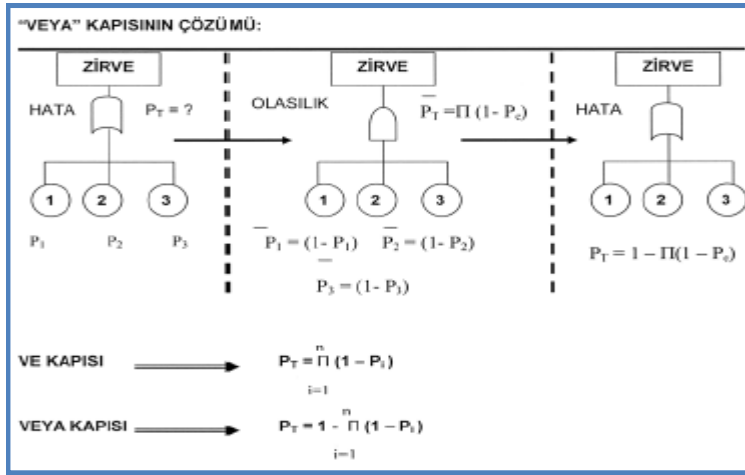 "VEYA" KAPISININ ÇÖZÜMÜ:
ZİRVE
ZİRVE
ZİRVE
HATA
P_T = ?
OLASILIK
P̅_T = Π (1- P_e)
HATA
1 2 3
1 2 3
1 2 3
P₁ P₂ P₃
P̅₁ = (1- P₁) P̅₂ = (1- P₂)
P̅₃ = (1- P₃)
P_T = 1 – Π(1 – P_e)
n
VE KAPISI P_T = Π (1 – P_i)
i=1
n
VEYA KAPISI P_T = 1 - Π (1 – P_i)
i=1